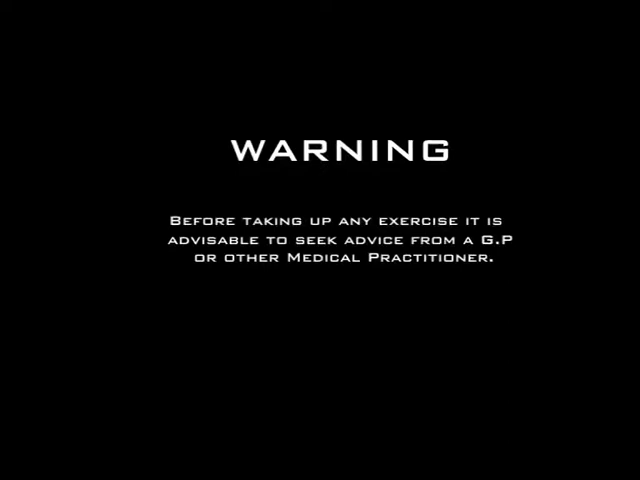 WARNING
BEFORE TAKING UP ANY EXERCISE IT IS
ADVISABLE TO SEEK ADVICE FROM A G.P
OR OTHER MEDICAL PRACTITIONER.